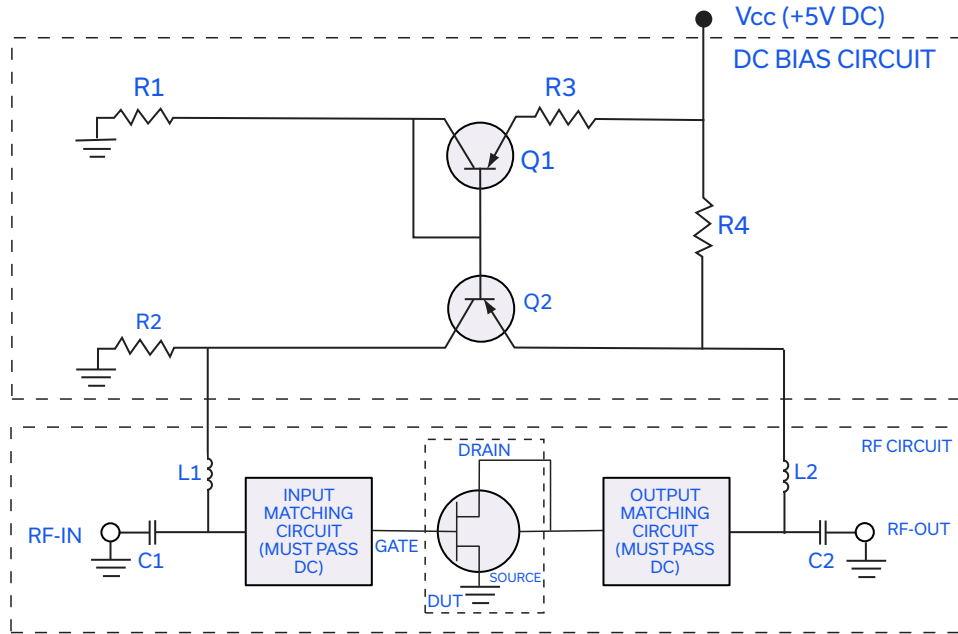 Vcc (+5V DC)
DC BIAS CIRCUIT
R1
R3
Q1
R4
Q2
R2
RF CIRCUIT
DRAIN
L1
L2
INPUT
MATCHING
CIRCUIT
(MUST PASS
DC)
OUTPUT
MATCHING
CIRCUIT
(MUST PASS
DC)
RF-IN
C1
GATE
SOURCE
DUT
C2
RF-OUT